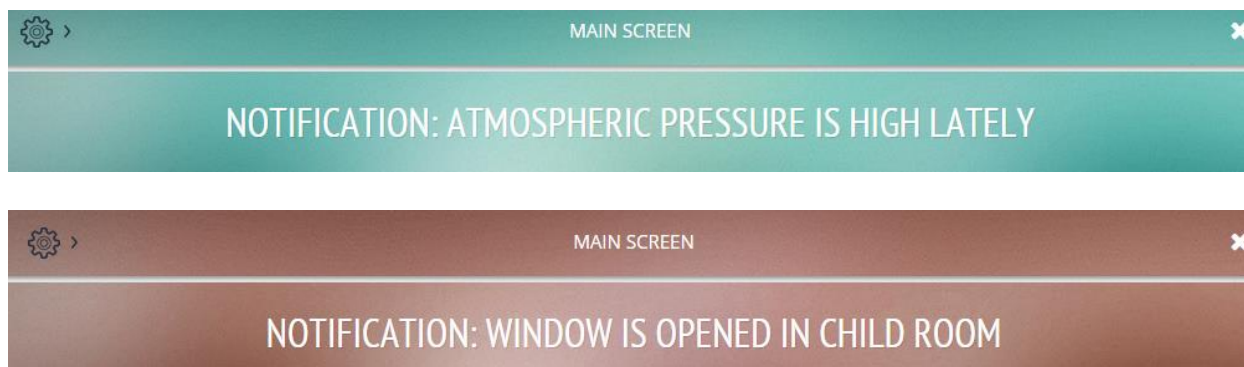 MAIN SCREEN
NOTIFICATION: ATMOSPHERIC PRESSURE IS HIGH LATELY
MAIN SCREEN
NOTIFICATION: WINDOW IS OPENED IN CHILD ROOM